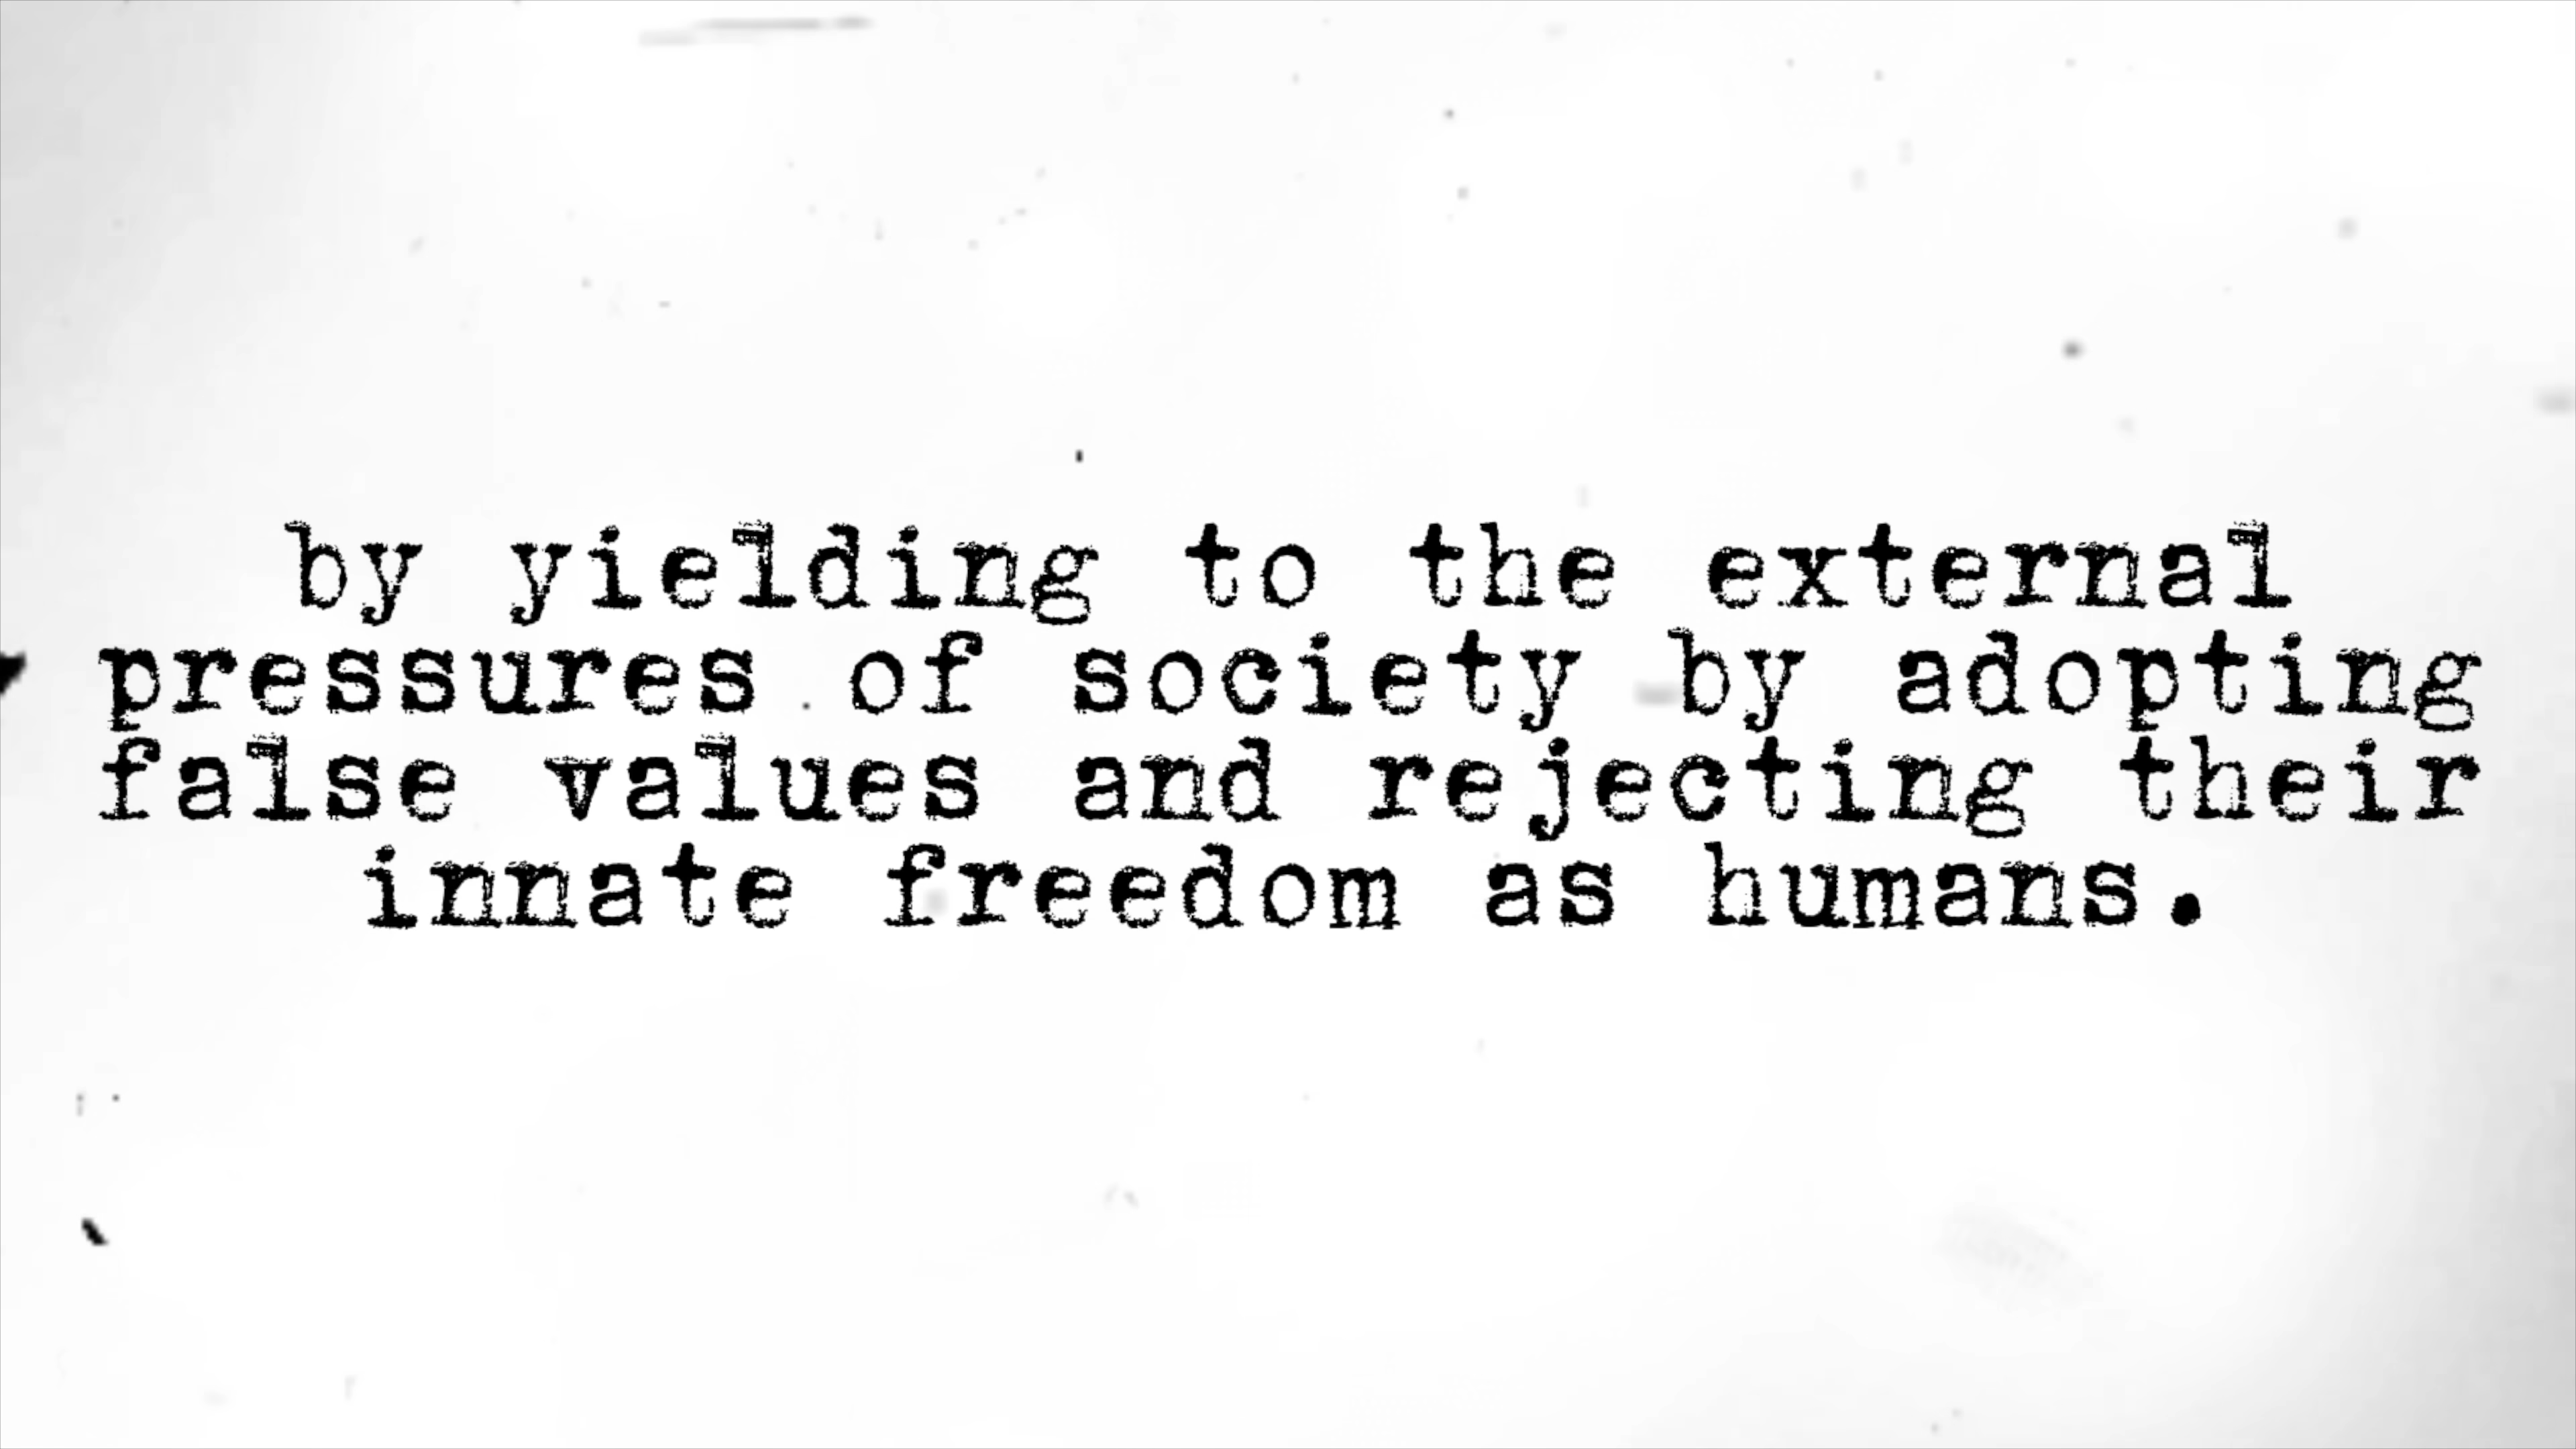 by yielding to the external
pressures of society by adopting
false values and rejecting their
innate freedom as humans.